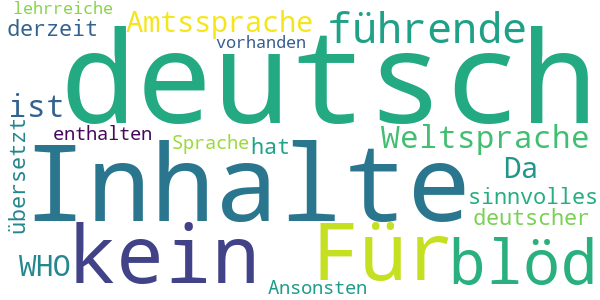 lehrreiche
Amtssprache
führende
derzeit
vorhanden
deutsch
ist
enthalten
Sprache
hat
Weltsprache
übersetzt
Inhalte
Da
sinnvolles
deutscher
WHO
kein
Für
blöd
Ansonsten